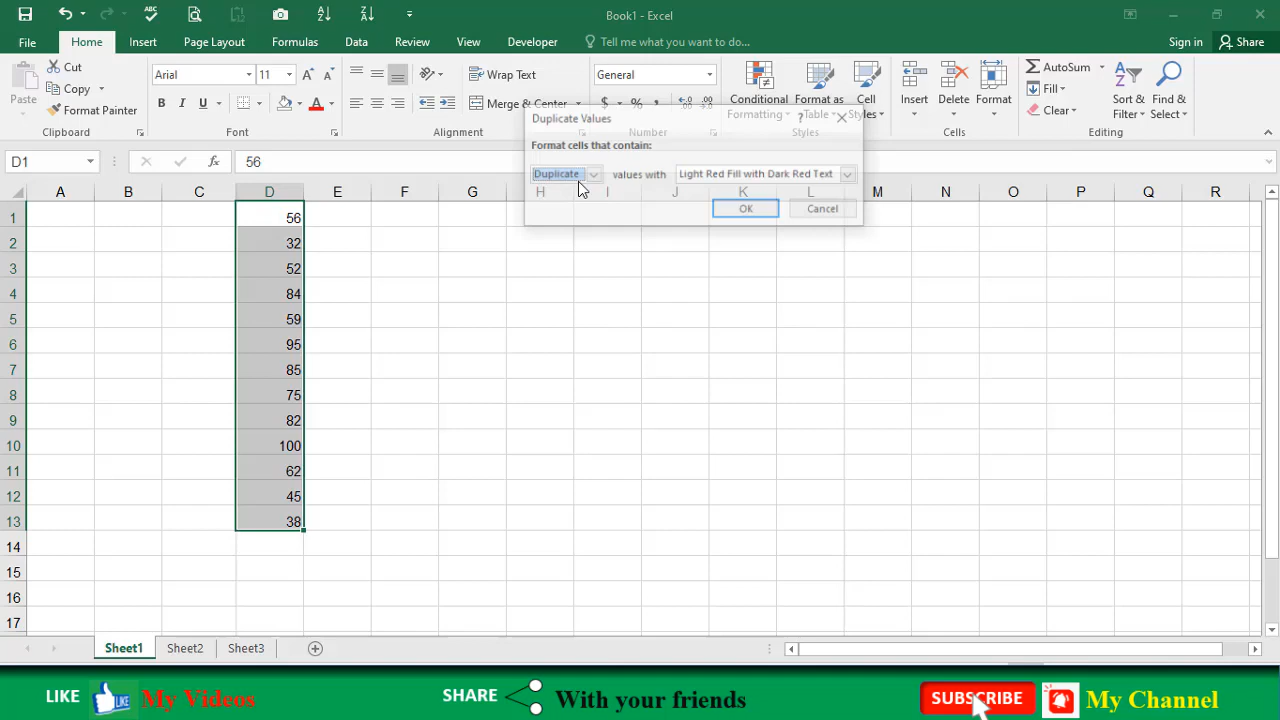 Book1 - Excel
File Home Insert Page Layout Formulas Data Review View Developer Tell me what you want to do... Sign in Share
Paste
Cut
Copy
Format Painter
Clipboard
Arial 11
B I U
Font
Wrap Text
Merge & Center
Alignment
General
$ % ,
Number
Conditional Formatting
Format as Table
Cell Styles
Styles
Insert Delete Format
Cells
AutoSum
Fill
Clear
Sort & Filter
Find & Select
Editing
Duplicate Values ?
Format cells that contain:
Duplicate values with Light Red Fill with Dark Red Text
OK Cancel
D1 fx 56
A B C D E F G H I J K L M N O P Q R
1 56
2 32
3 52
4 84
5 59
6 95
7 85
8 75
9 82
10 100
11 62
12 45
13 38
14
15
16
17
Sheet1 Sheet2 Sheet3
LIKE LIKE My Videos SHARE With your friends SUBSCRIBE My Channel